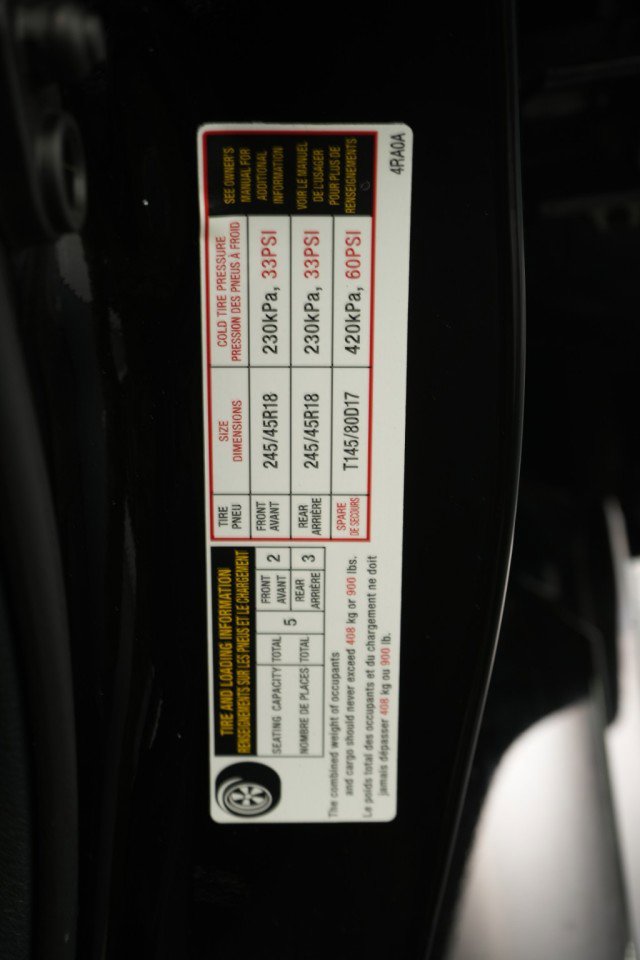 TIRE AND LOADING INFORMATION
RENSEIGNEMENTS SUR LES PNEUS ET LE CHARGEMENT
SEATING CAPACITY TOTAL
NOMBRE DE PLACES TOTAL
5
FRONT
AVANT
2
REAR
ARRIÈRE
3
The combined weight of occupants
and cargo should never exceed 408 kg or 900 lbs.
Le poids total des occupants et du chargement ne doit
jamais dépasser 408 kg ou 900 lb.
TIRE
PNEU
SIZE
DIMENSIONS
COLD TIRE PRESSURE
PRESSION DES PNEUS À FROID
FRONT
AVANT
245/45R18
230kPa, 33PSI
REAR
ARRIÈRE
245/45R18
230kPa, 33PSI
SPARE
DE SECOURS
T145/80D17
420kPa, 60PSI
SEE OWNER'S
MANUAL FOR
ADDITIONAL
INFORMATION
VOIR LE MANUEL
DE L'USAGER
POUR PLUS DE
RENSEIGNEMENTS
4RA0A